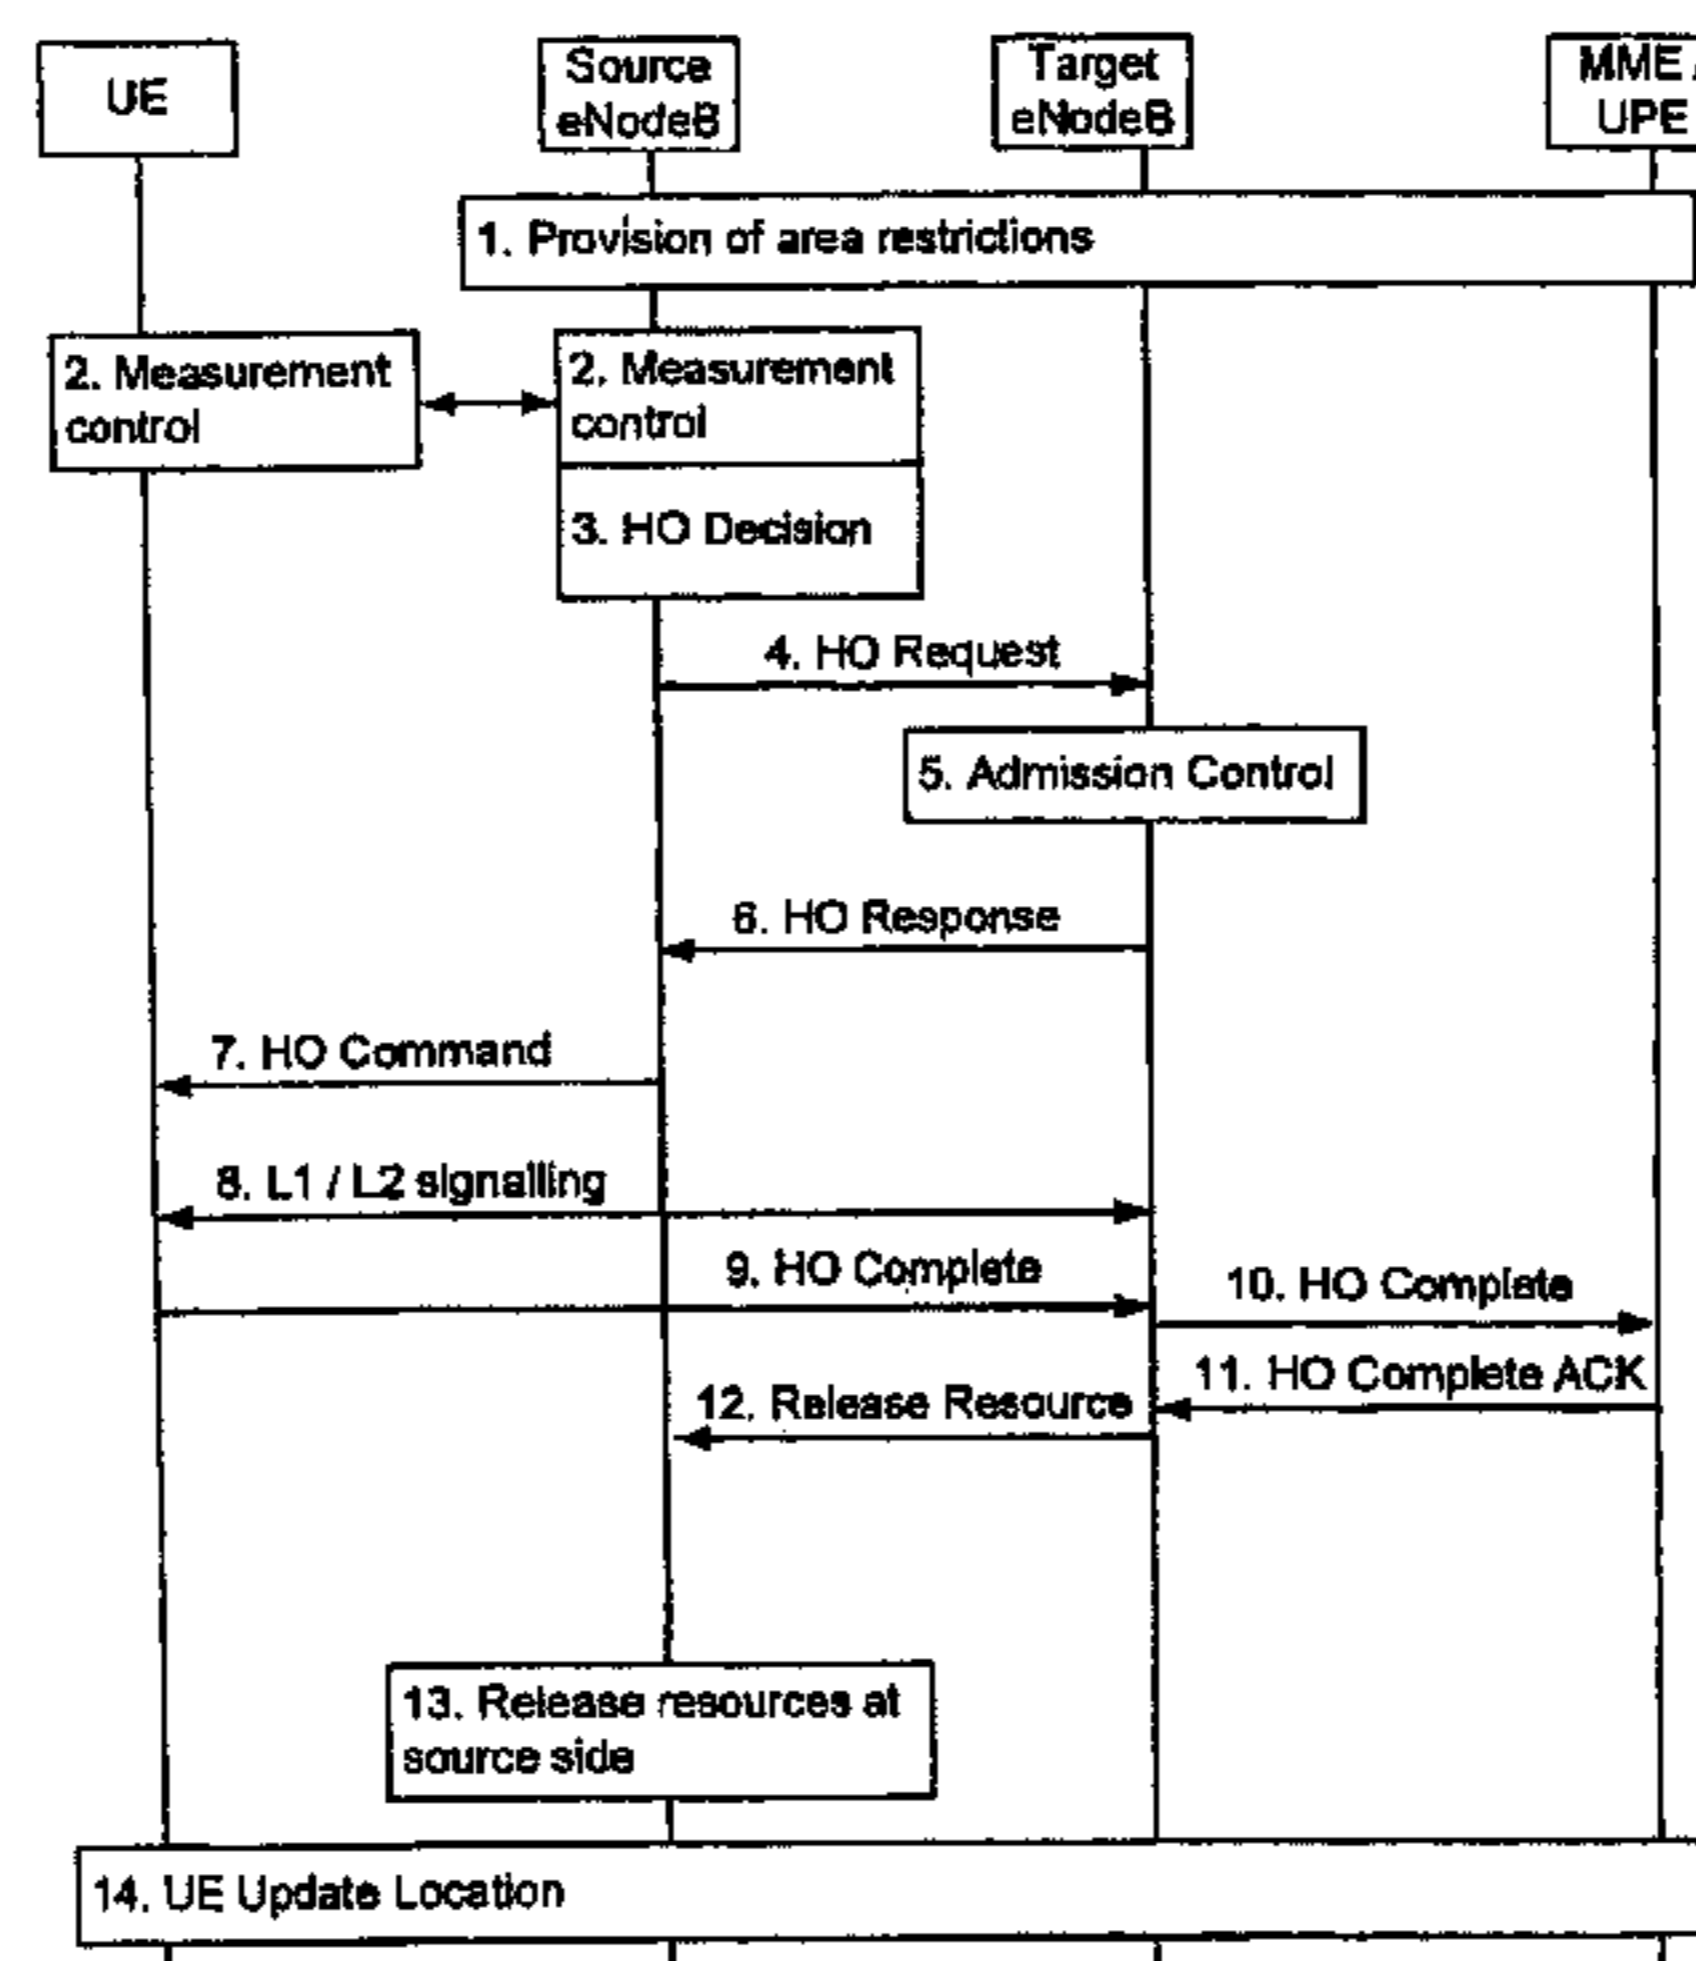 UE
Source
eNodeB
Target
eNodeB
MME /
UPE
1. Provision of area restrictions
2. Measurement
control
2. Measurement
control
3. HO Decision
4. HO Request
5. Admission Control
6. HO Response
7. HO Command
8. L1 / L2 signalling
9. HO Complete
10. HO Complete
11. HO Complete ACK
12. Release Resource
13. Release resources at
source side
14. UE Update Location